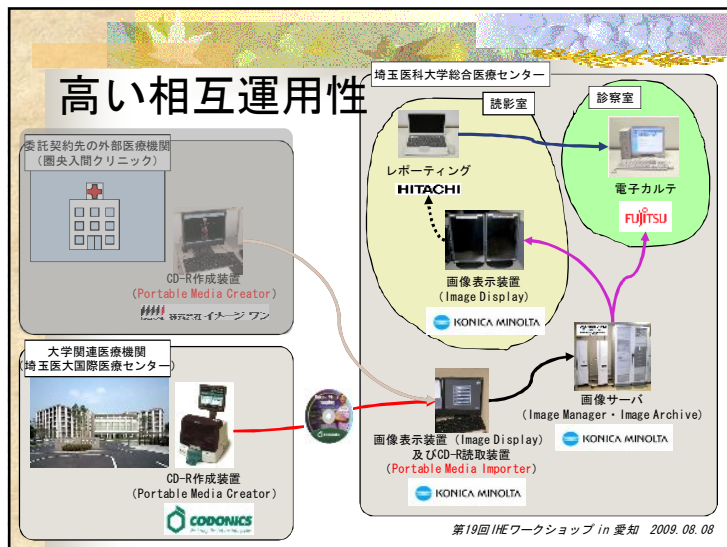 高い相互運用性
委託契約先の外部医療機関
(圏央入間クリニック)
CD-R作成装置
(Portable Media Creator)
株式会社イメージ ワン
大学関連医療機関
(埼玉医大国際医療センター)
CD-R作成装置
(Portable Media Creator)
CODONICS
埼玉医科大学総合医療センター
読影室
診察室
レポーティング
HITACHI
電子カルテ
FUJITSU
画像表示装置
(Image Display)
KONICA MINOLTA
画像サーバ
(Image Manager・Image Archive)
KONICA MINOLTA
画像表示装置 (Image Display)
及びCD-R読取装置
(Portable Media Importer)
KONICA MINOLTA
第19回IHEワークショップ in 愛知 2009.08.08